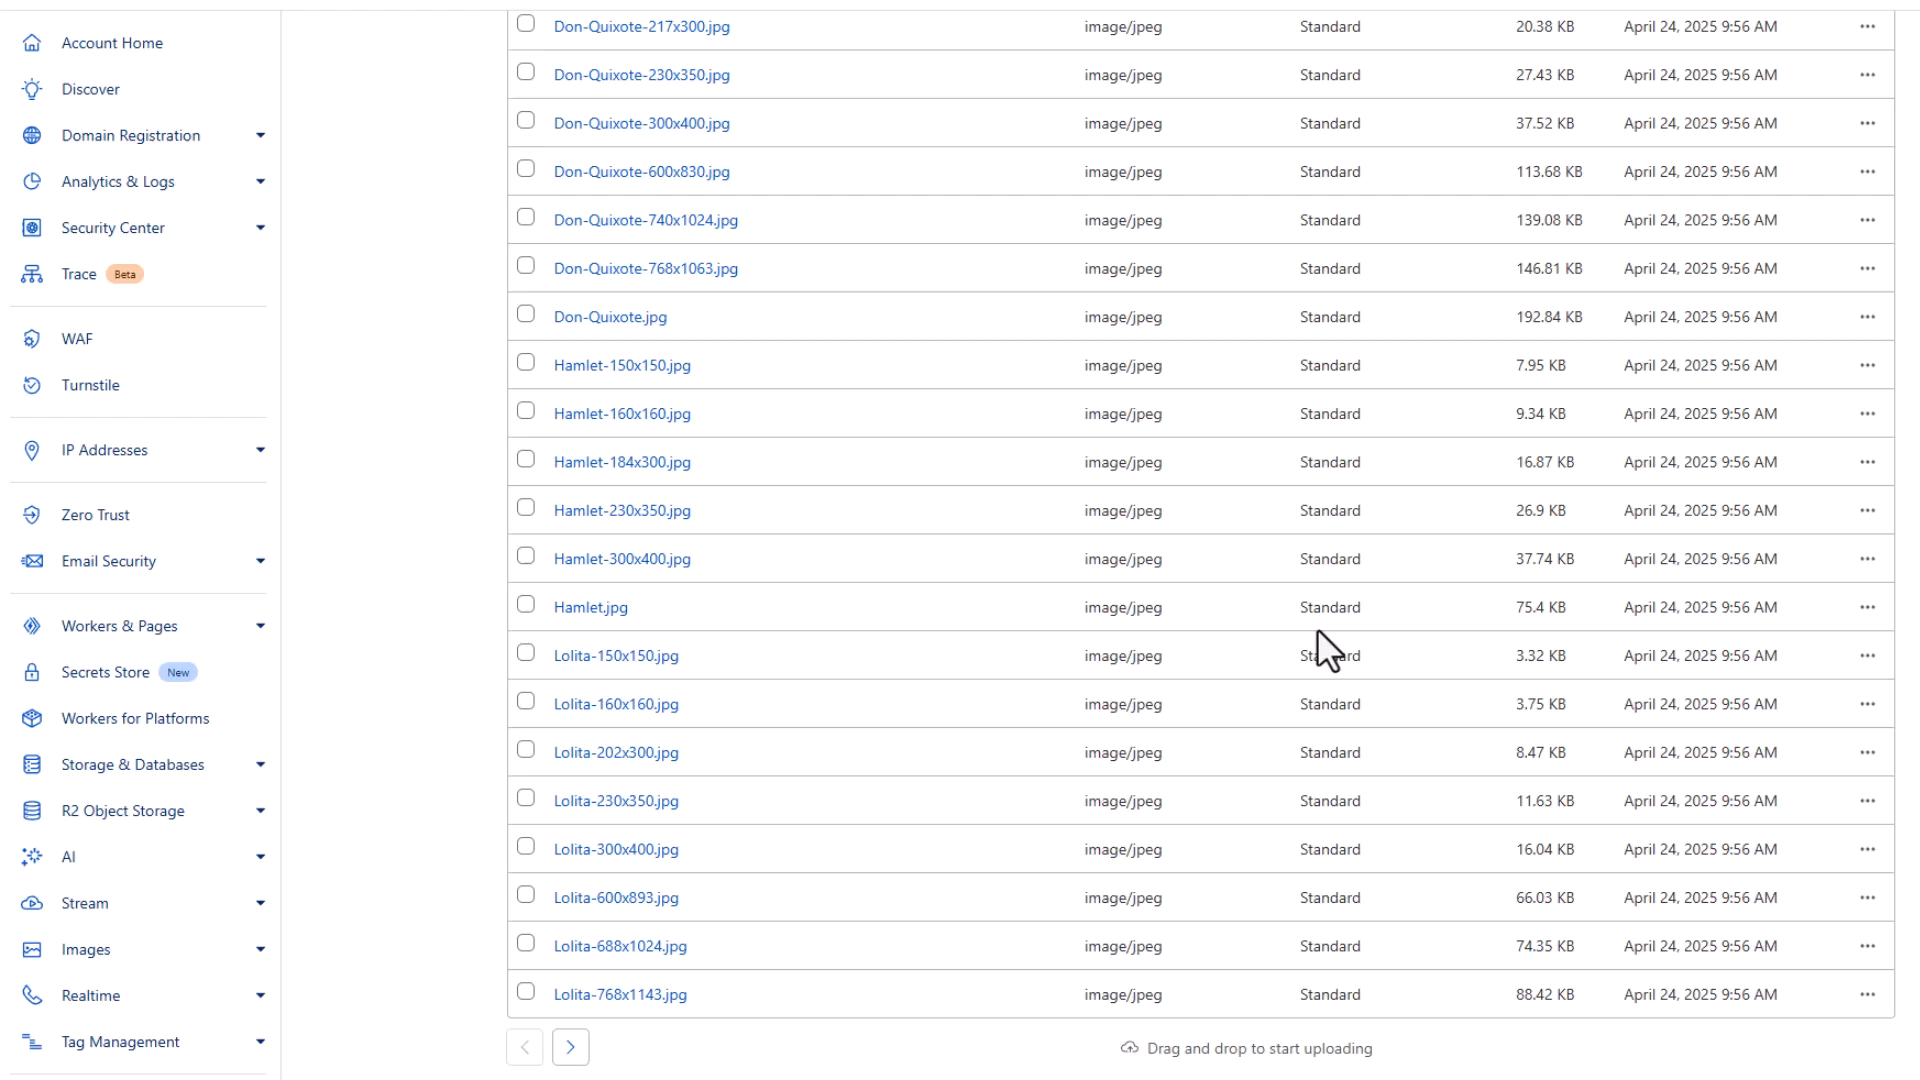 Account Home
Discover
Domain Registration
Analytics & Logs
Security Center
Trace Beta
WAF
Turnstile
IP Addresses
Zero Trust
Email Security
Workers & Pages
Secrets Store New
Workers for Platforms
Storage & Databases
R2 Object Storage
AI
Stream
Images
Realtime
Tag Management
Don-Quixote-217x300.jpg image/jpeg Standard 20.38 KB April 24, 2025 9:56 AM
Don-Quixote-230x350.jpg image/jpeg Standard 27.43 KB April 24, 2025 9:56 AM
Don-Quixote-300x400.jpg image/jpeg Standard 37.52 KB April 24, 2025 9:56 AM
Don-Quixote-600x830.jpg image/jpeg Standard 113.68 KB April 24, 2025 9:56 AM
Don-Quixote-740x1024.jpg image/jpeg Standard 139.08 KB April 24, 2025 9:56 AM
Don-Quixote-768x1063.jpg image/jpeg Standard 146.81 KB April 24, 2025 9:56 AM
Don-Quixote.jpg image/jpeg Standard 192.84 KB April 24, 2025 9:56 AM
Hamlet-150x150.jpg image/jpeg Standard 7.95 KB April 24, 2025 9:56 AM
Hamlet-160x160.jpg image/jpeg Standard 9.34 KB April 24, 2025 9:56 AM
Hamlet-184x300.jpg image/jpeg Standard 16.87 KB April 24, 2025 9:56 AM
Hamlet-230x350.jpg image/jpeg Standard 26.9 KB April 24, 2025 9:56 AM
Hamlet-300x400.jpg image/jpeg Standard 37.74 KB April 24, 2025 9:56 AM
Hamlet.jpg image/jpeg Standard 75.4 KB April 24, 2025 9:56 AM
Lolita-150x150.jpg image/jpeg Standard 3.32 KB April 24, 2025 9:56 AM
Lolita-160x160.jpg image/jpeg Standard 3.75 KB April 24, 2025 9:56 AM
Lolita-202x300.jpg image/jpeg Standard 8.47 KB April 24, 2025 9:56 AM
Lolita-230x350.jpg image/jpeg Standard 11.63 KB April 24, 2025 9:56 AM
Lolita-300x400.jpg image/jpeg Standard 16.04 KB April 24, 2025 9:56 AM
Lolita-600x893.jpg image/jpeg Standard 66.03 KB April 24, 2025 9:56 AM
Lolita-688x1024.jpg image/jpeg Standard 74.35 KB April 24, 2025 9:56 AM
Lolita-768x1143.jpg image/jpeg Standard 88.42 KB April 24, 2025 9:56 AM
Drag and drop to start uploading